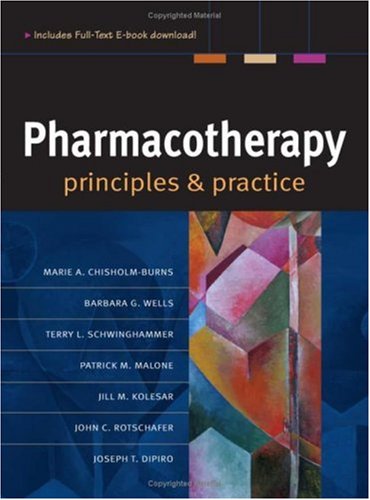 Copyrighted Material
▶ Includes Full-Text E-book download!
Pharmacotherapy
principles & practice
MARIE A. CHISHOLM-BURNS
BARBARA G. WELLS
TERRY L. SCHWINGHAMMER
PATRICK M. MALONE
JILL M. KOLESAR
JOHN C. ROTSCHAFER
JOSEPH T. DIPIRO
Copyrighted Material